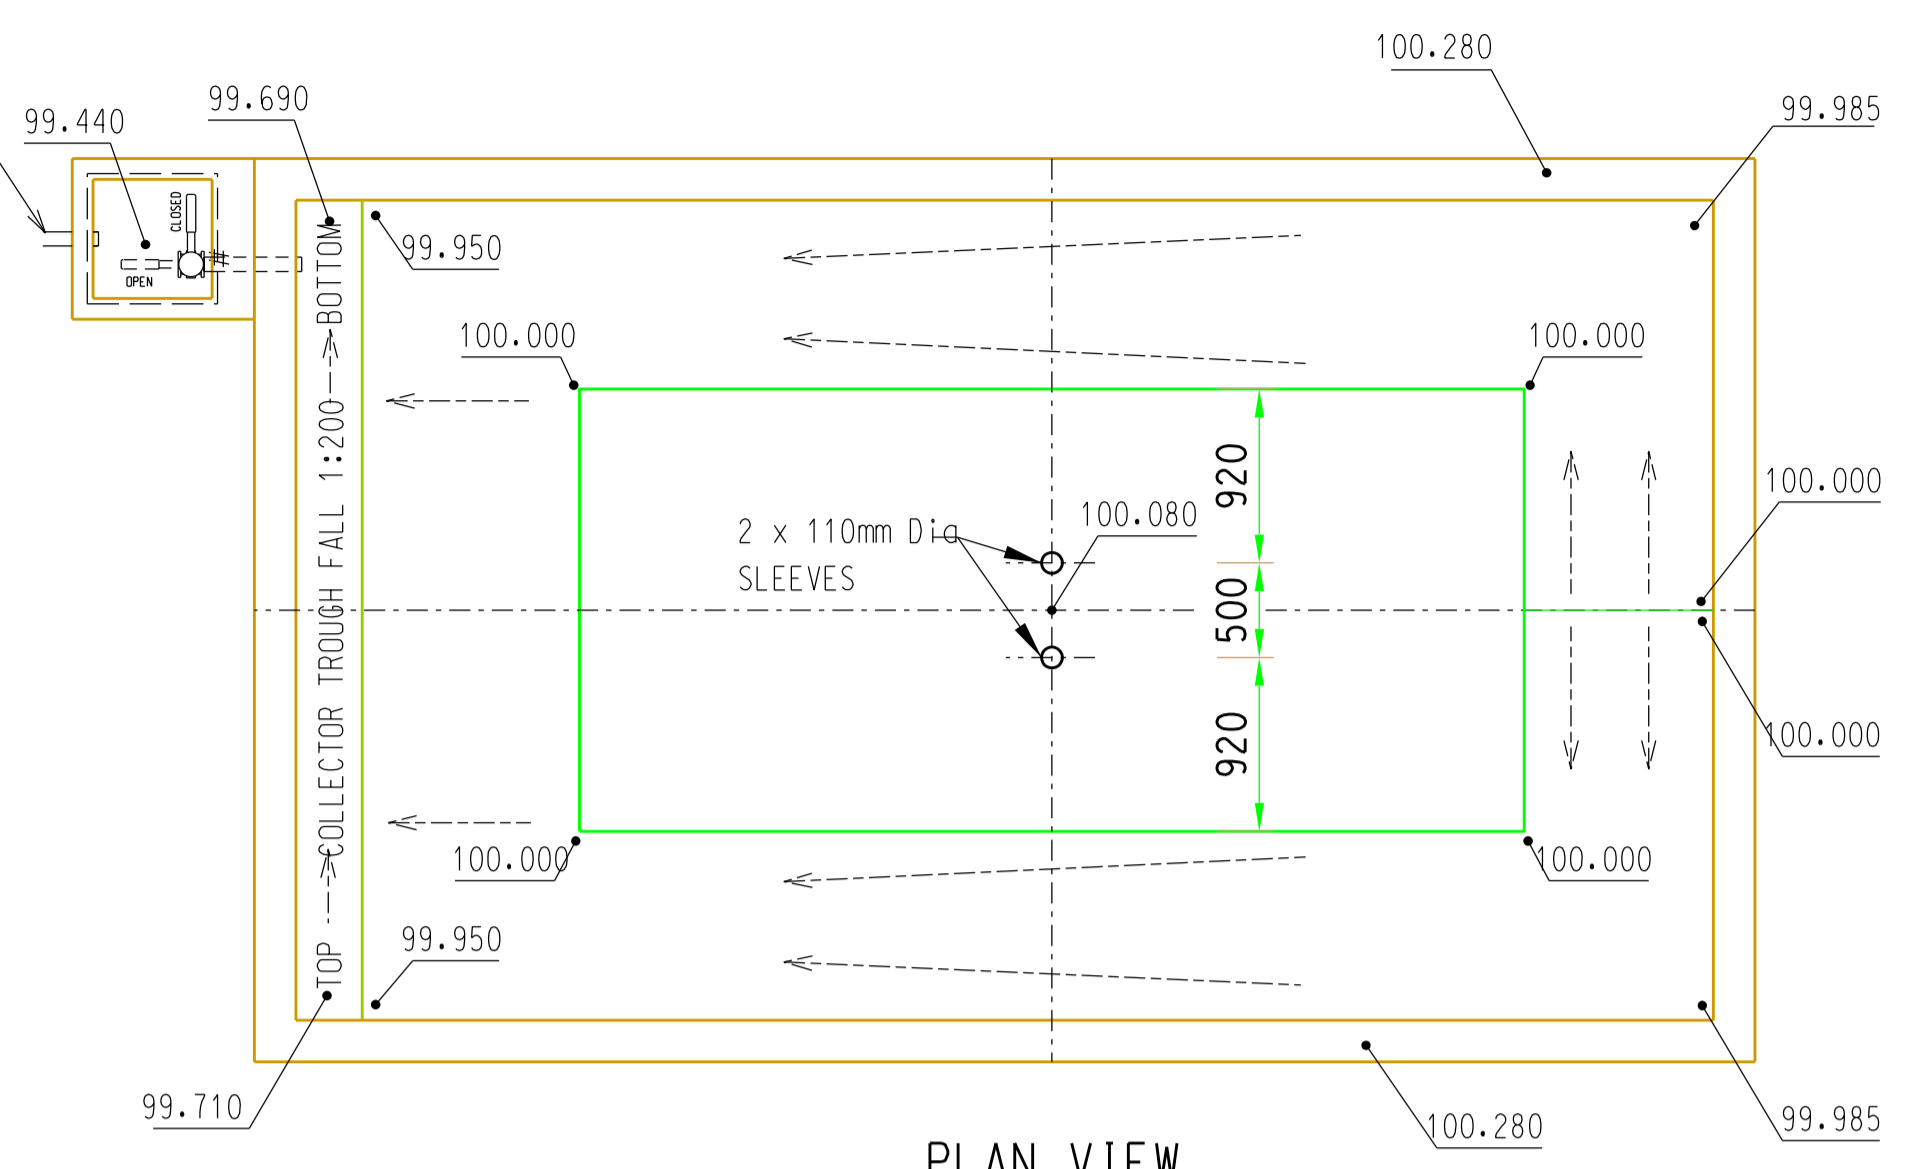 100.280
99.985
99.690
99.440
CLOSED
OPEN
BOTTOM
99.950
100.000
100.000
COLLECTOR TROUGH FALL 1:200
920
100.000
2 x 110mm Dia
SLEEVES
100.080
500
920
100.000
100.000
100.000
99.950
TOP
99.710
100.280
99.985
PLAN VIEW